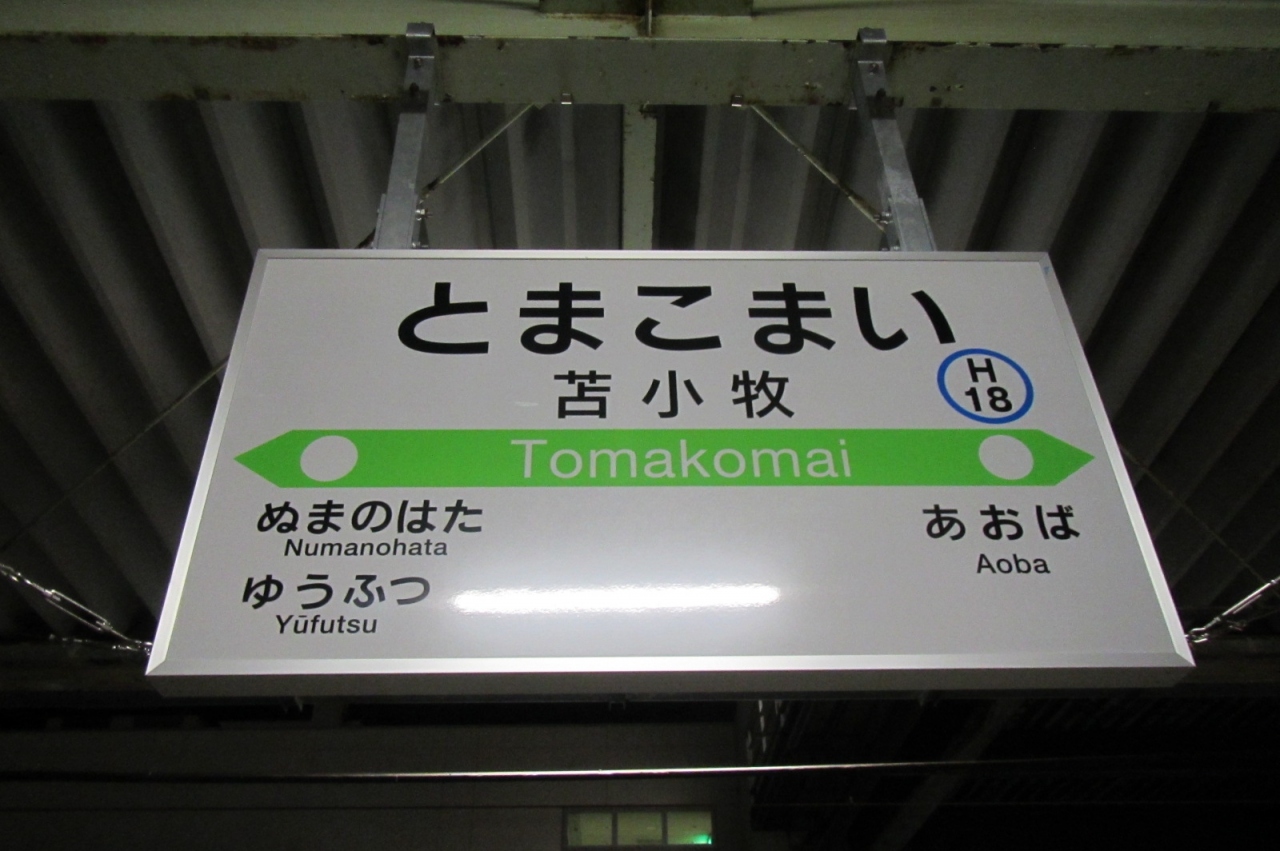 とまこまい
苫小牧
H
18
Tomakomai
ぬまのはた
Numanohata
ゆうふつ
Yūfutsu
あおば
Aoba